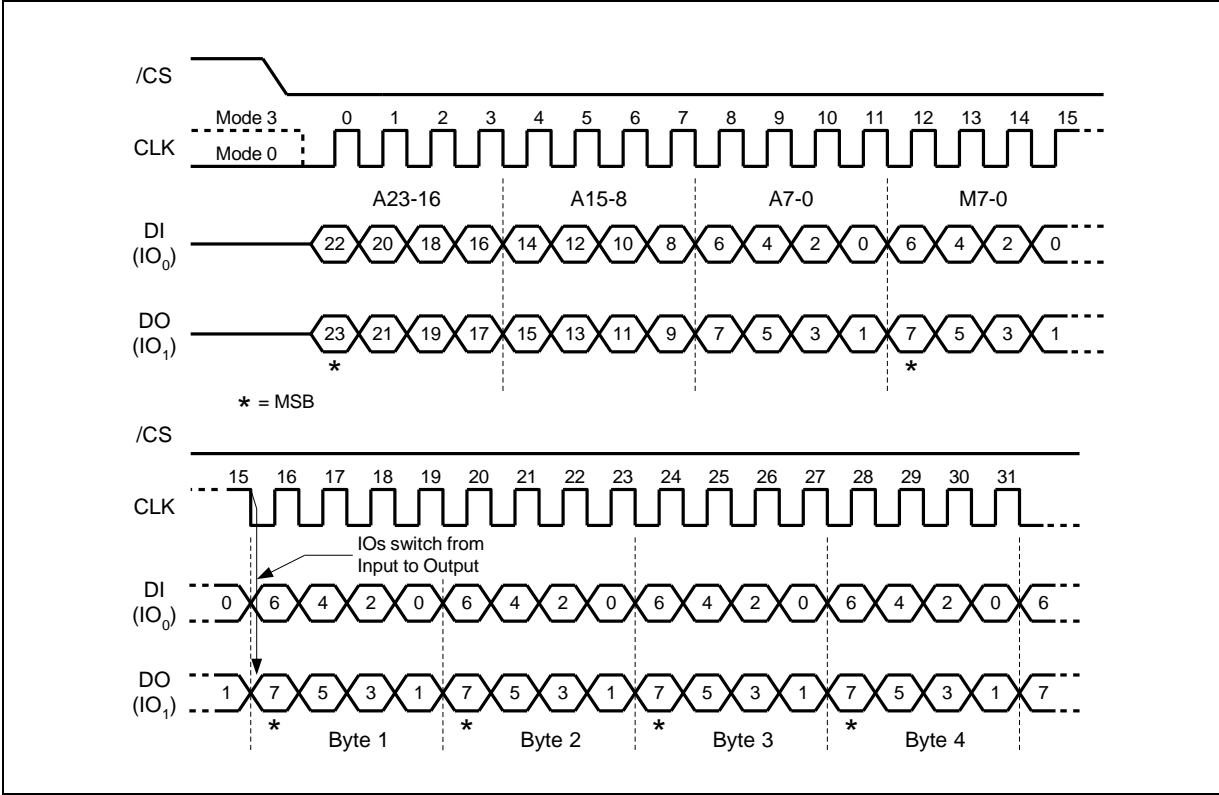 /CS
Mode 3 0 1 2 3 4 5 6 7 8 9 10 11 12 13 14 15
CLK Mode 0
A23-16 A15-8 A7-0 M7-0
DI
(IO0) 22 20 18 16 14 12 10 8 6 4 2 0 6 4 2 0
DO
(IO1) 23 21 19 17 15 13 11 9 7 5 3 1 7 5 3 1
* *
* = MSB
/CS
15 16 17 18 19 20 21 22 23 24 25 26 27 28 29 30 31
CLK
IOs switch from
Input to Output
DI
(IO0) 0 6 4 2 0 6 4 2 0 6 4 2 0 6 4 2 0 6
DO
(IO1) 1 7 5 3 1 7 5 3 1 7 5 3 1 7 5 3 1 7
* * * *
Byte 1 Byte 2 Byte 3 Byte 4